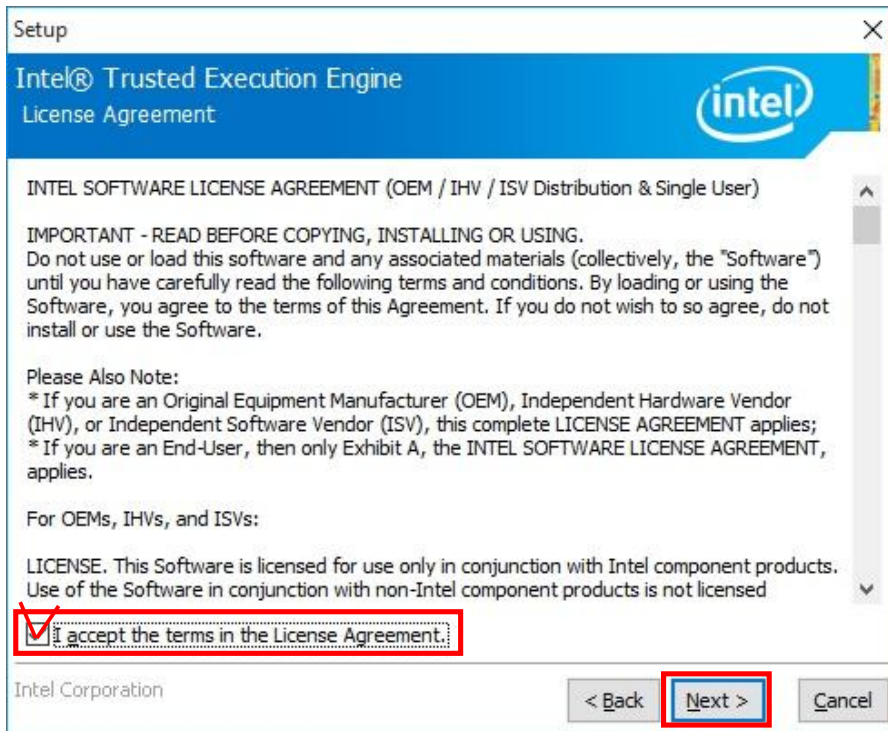 Setup
Intel® Trusted Execution Engine
License Agreement
intel
INTEL SOFTWARE LICENSE AGREEMENT (OEM / IHV / ISV Distribution & Single User)
IMPORTANT - READ BEFORE COPYING, INSTALLING OR USING.
Do not use or load this software and any associated materials (collectively, the "Software")
until you have carefully read the following terms and conditions. By loading or using the
Software, you agree to the terms of this Agreement. If you do not wish to so agree, do not
install or use the Software.
Please Also Note:
* If you are an Original Equipment Manufacturer (OEM), Independent Hardware Vendor
(IHV), or Independent Software Vendor (ISV), this complete LICENSE AGREEMENT applies;
* If you are an End-User, then only Exhibit A, the INTEL SOFTWARE LICENSE AGREEMENT,
applies.
For OEMs, IHVs, and ISVs:
LICENSE. This Software is licensed for use only in conjunction with Intel component products.
Use of the Software in conjunction with non-Intel component products is not licensed
I accept the terms in the License Agreement.
Intel Corporation
< Back Next > Cancel